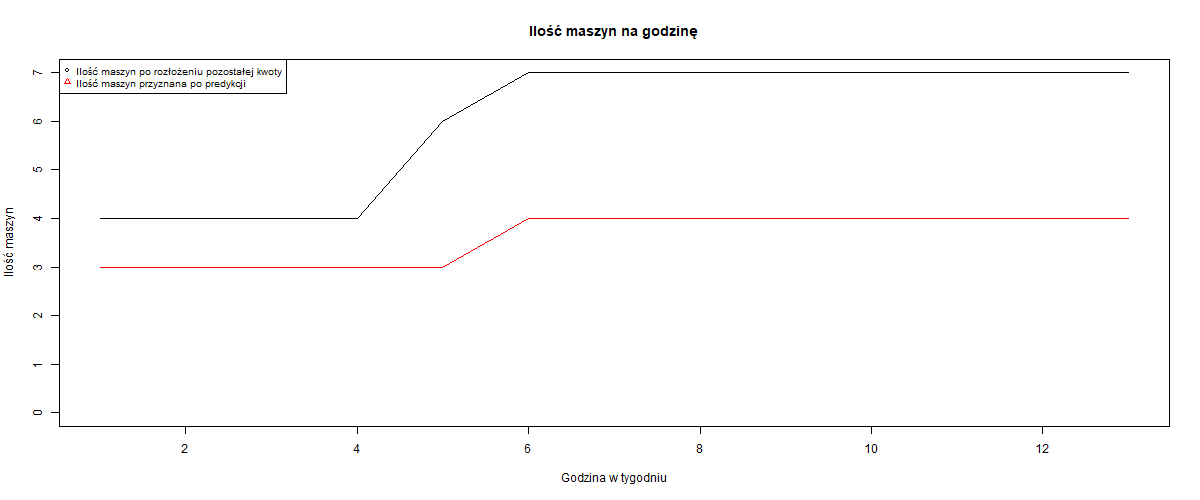 Ilość maszyn na godzinę
Ilość maszyn po rozłożeniu pozostałej kwoty
Ilość maszyn przyznana po predykcji
Ilość maszyn
7
6
5
4
3
2
1
0
2 4 6 8 10 12
Godzina w tygodniu